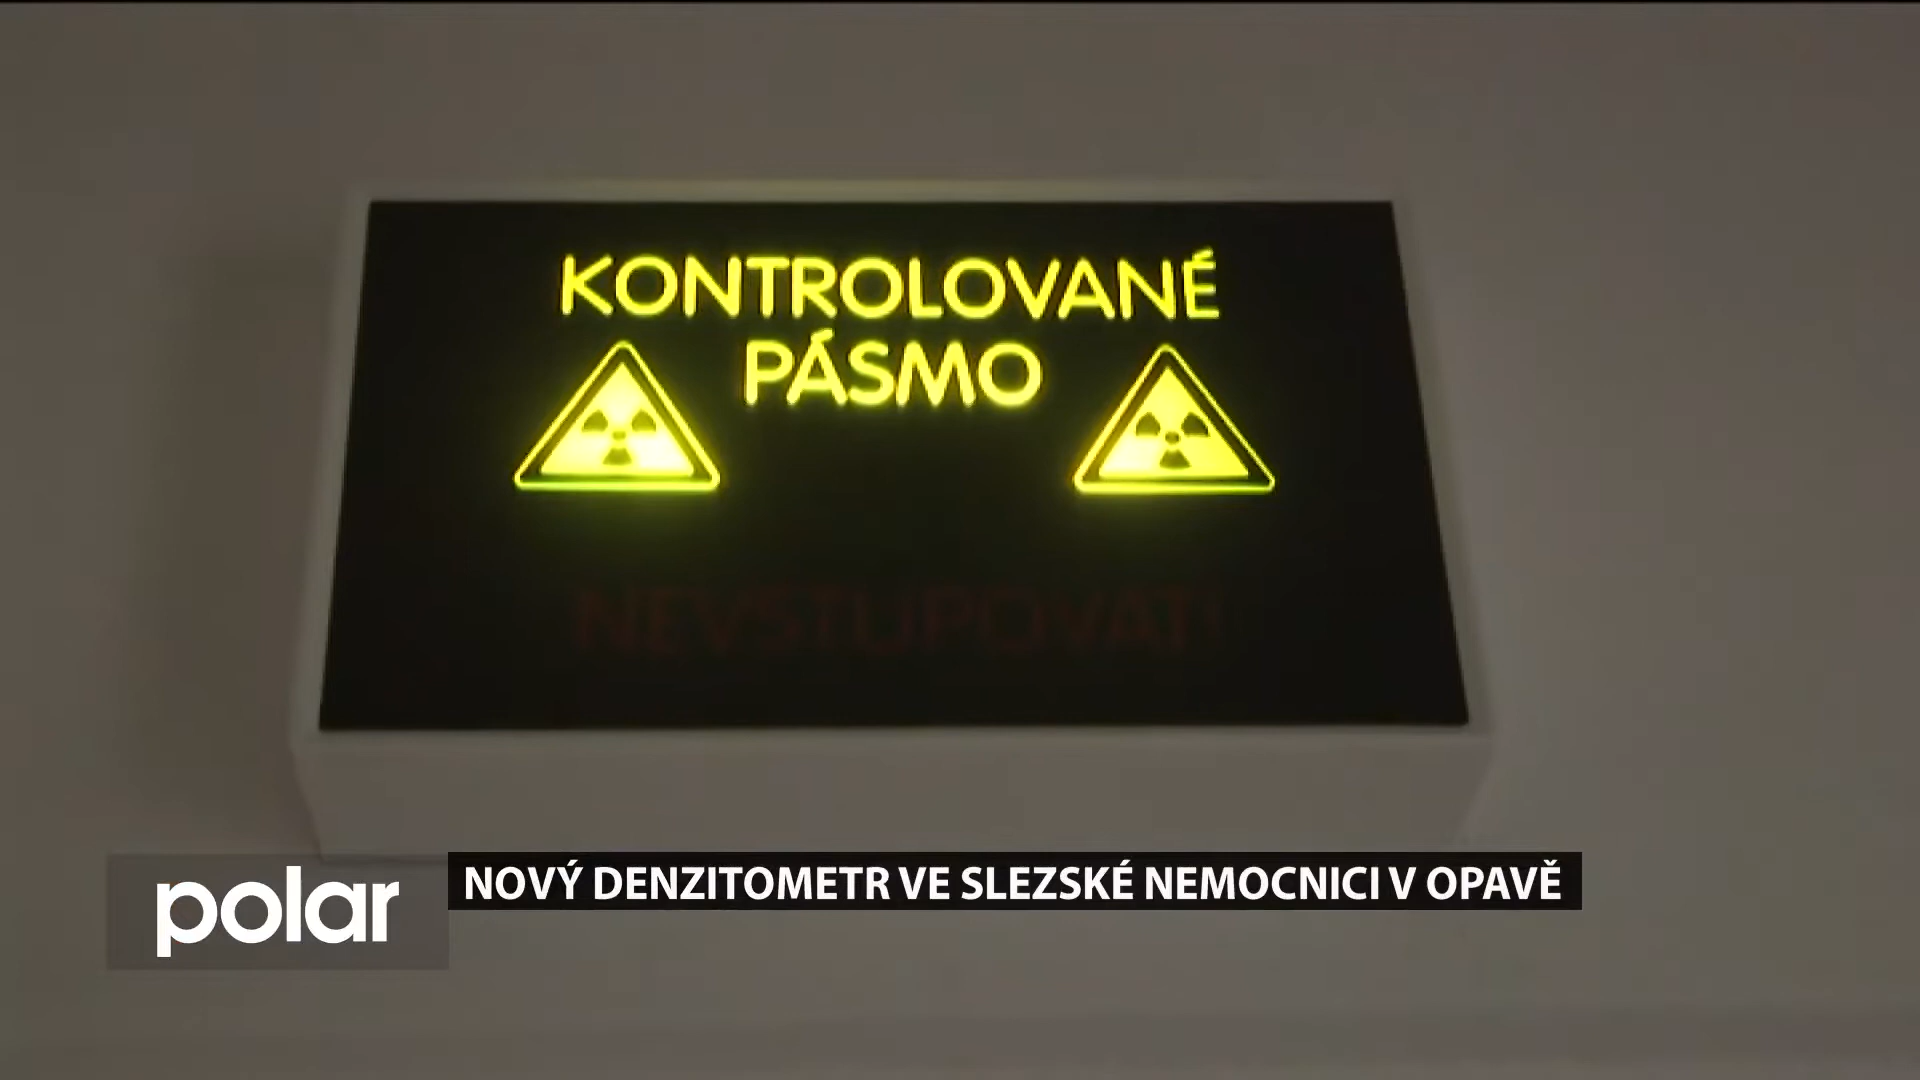 KONTROLOVANÉ
PÁSMO
NEVSTUPOVAT!
polar
NOVÝ DENZITOMETR VE SLEZSKÉ NEMOCNICI V OPAVĚ